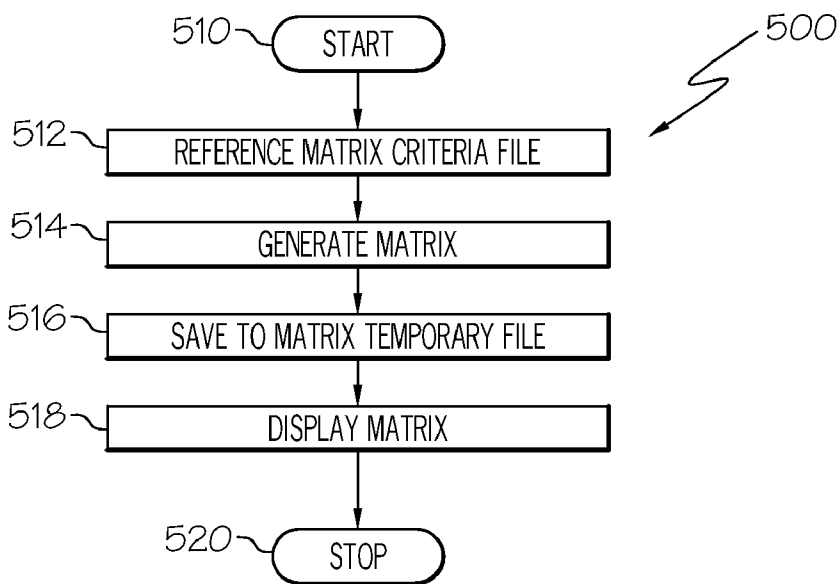 510
START
500
512
REFERENCE MATRIX CRITERIA FILE
514
GENERATE MATRIX
516
SAVE TO MATRIX TEMPORARY FILE
518
DISPLAY MATRIX
520
STOP